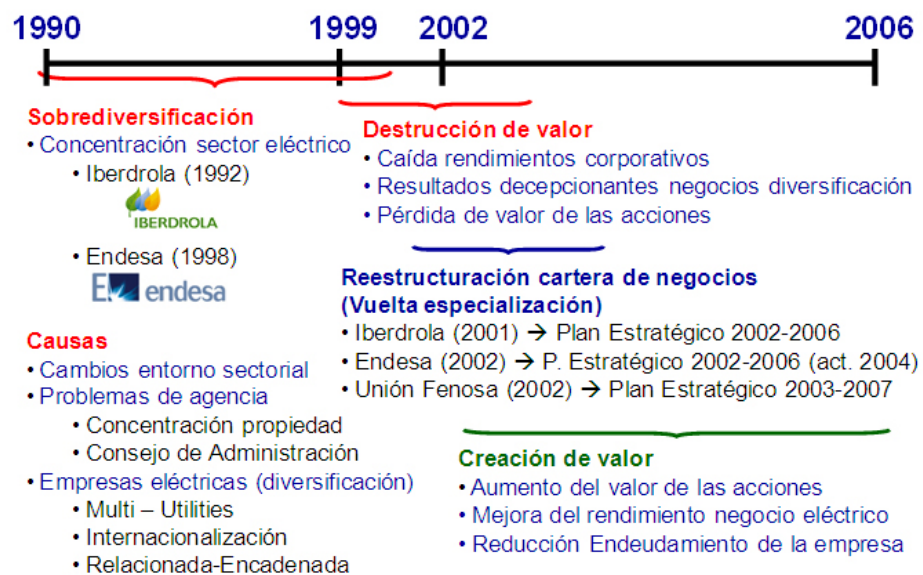 1990 1999 2002 2006
Sobrediversificación
• Concentración sector eléctrico
• Iberdrola (1992)
IBERDROLA
• Endesa (1998)
endesa
Causas
• Cambios entorno sectorial
• Problemas de agencia
• Concentración propiedad
• Consejo de Administración
• Empresas eléctricas (diversificación)
• Multi – Utilities
• Internacionalización
• Relacionada-Encadenada
Destrucción de valor
• Caída rendimientos corporativos
• Resultados decepcionantes negocios diversificación
• Pérdida de valor de las acciones
Reestructuración cartera de negocios
(Vuelta especialización)
• Iberdrola (2001) → Plan Estratégico 2002-2006
• Endesa (2002) → P. Estratégico 2002-2006 (act. 2004)
• Unión Fenosa (2002) → Plan Estratégico 2003-2007
Creación de valor
• Aumento del valor de las acciones
• Mejora del rendimiento negocio eléctrico
• Reducción Endeudamiento de la empresa